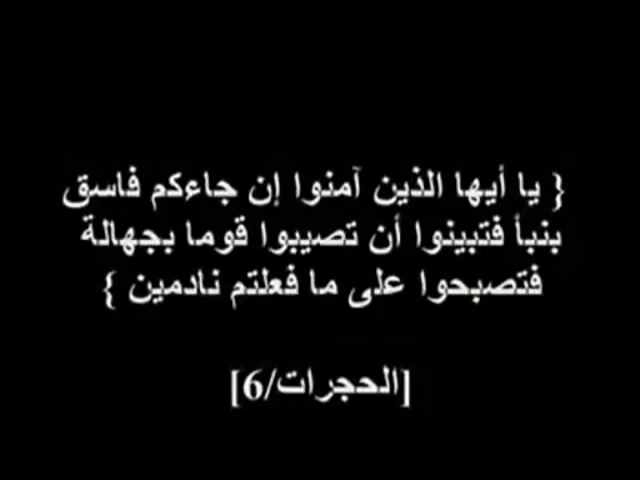 { يا أيها الذين آمنوا إن جاءكم فاسق
بنبأ فتبينوا أن تصيبوا قوما بجهالة
فتصبحوا على ما فعلتم نادمين }
[الحجرات/6]